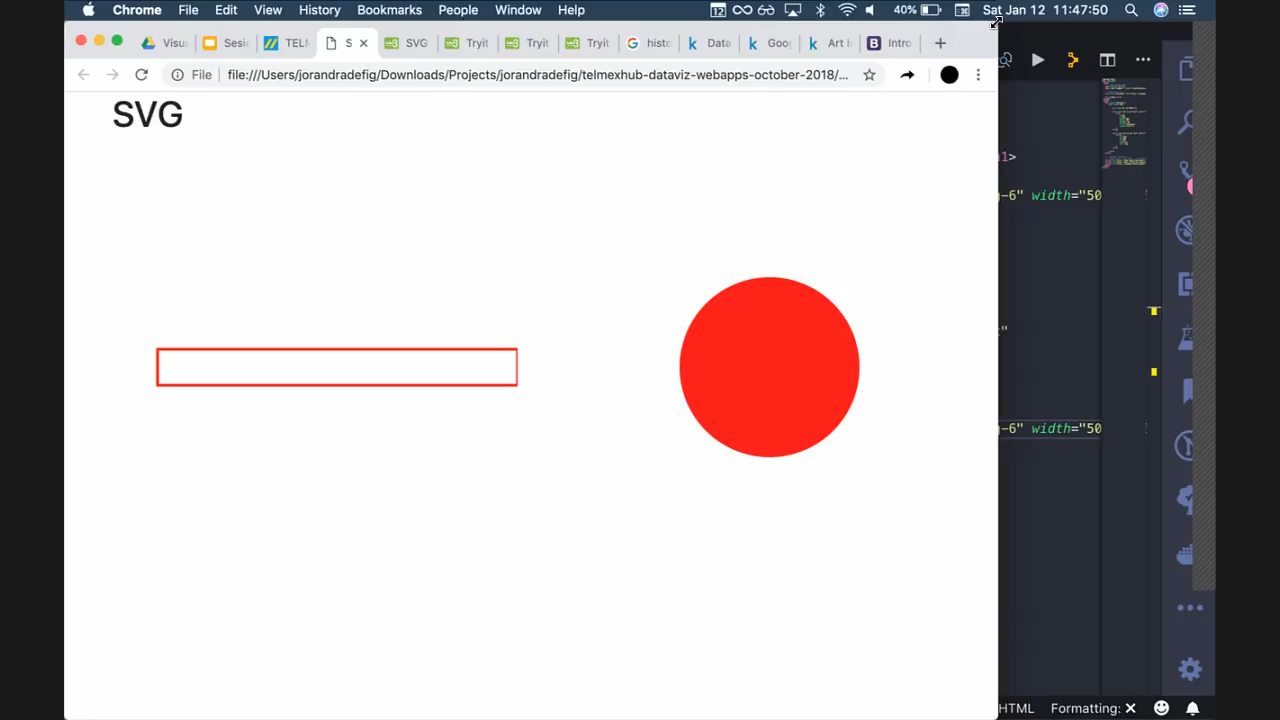 Chrome File Edit View History Bookmarks People Window Help 40% Sat Jan 12 11:47:50
Visu Sesi TELM S SVG Tryit Tryit Tryit histo Data Goo Art I Intro
File file:///Users/jorandradefig/Downloads/Projects/jorandradefig/telmexhub-dataviz-webapps-october-2018/...
SVG
1>
-6" width="50
"
-6" width="50
HTML Formatting: ✕